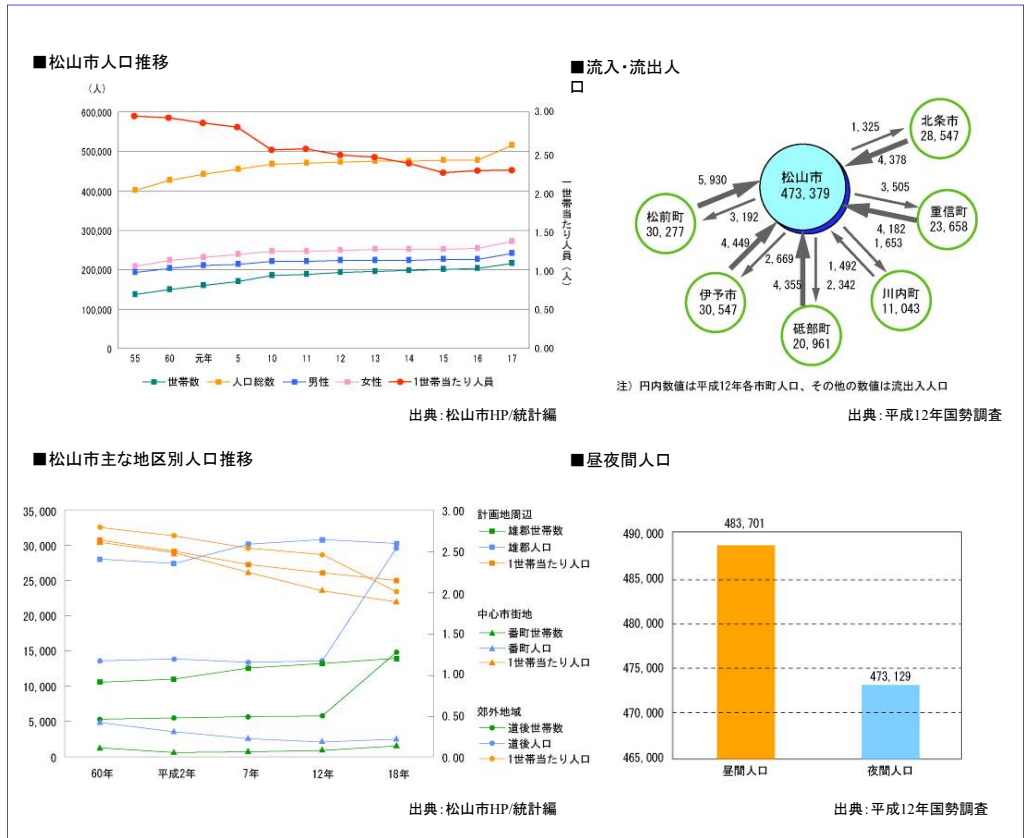 ■松山市人口推移
（人）
600,000
500,000
400,000
300,000
200,000
100,000
0
3.00
2.50
2.00
1.50
1.00
0.50
0.00
一世帯当たり人員（人）
55 60 元年 5 10 11 12 13 14 15 16 17
世帯数 人口総数 男性 女性 1世帯当たり人員
出典：松山市HP/統計編
■流入・流出人
口
松山市
473,379
北条市
28,547
1,325
4,378
重信町
23,658
3,505
4,182
川内町
11,043
1,653
1,492
砥部町
20,961
2,342
4,355
伊予市
30,547
2,669
4,449
松前町
30,277
3,192
5,930
注）円内数値は平成12年各市町人口、その他の数値は流出入人口
出典：平成12年国勢調査
■松山市主な地区別人口推移
35,000
30,000
25,000
20,000
15,000
10,000
5,000
0
3.00
2.50
2.00
1.50
1.00
0.50
0.00
60年 平成2年 7年 12年 18年
計画地周辺
雄郡世帯数
雄郡人口
1世帯当たり人口
中心市街地
番町世帯数
番町人口
1世帯当たり人口
郊外地域
道後世帯数
道後人口
1世帯当たり人口
出典：松山市HP/統計編
■昼夜間人口
490,000
485,000
480,000
475,000
470,000
465,000
483,701
473,129
昼間人口 夜間人口
出典：平成12年国勢調査